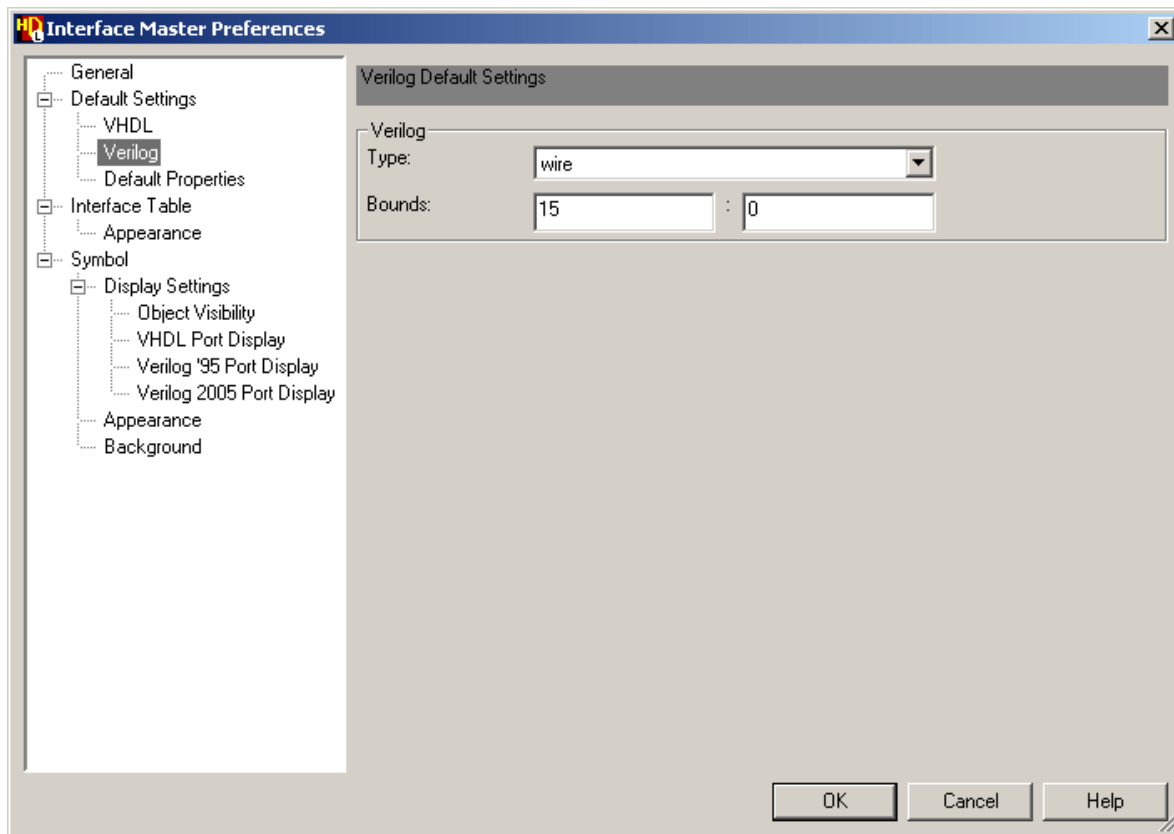 HDL Interface Master Preferences
General
Default Settings
VHDL
Verilog
Default Properties
Interface Table
Appearance
Symbol
Display Settings
Object Visibility
VHDL Port Display
Verilog '95 Port Display
Verilog 2005 Port Display
Appearance
Background
Verilog Default Settings
Verilog
Type: wire
Bounds: 15 : 0
OK Cancel Help